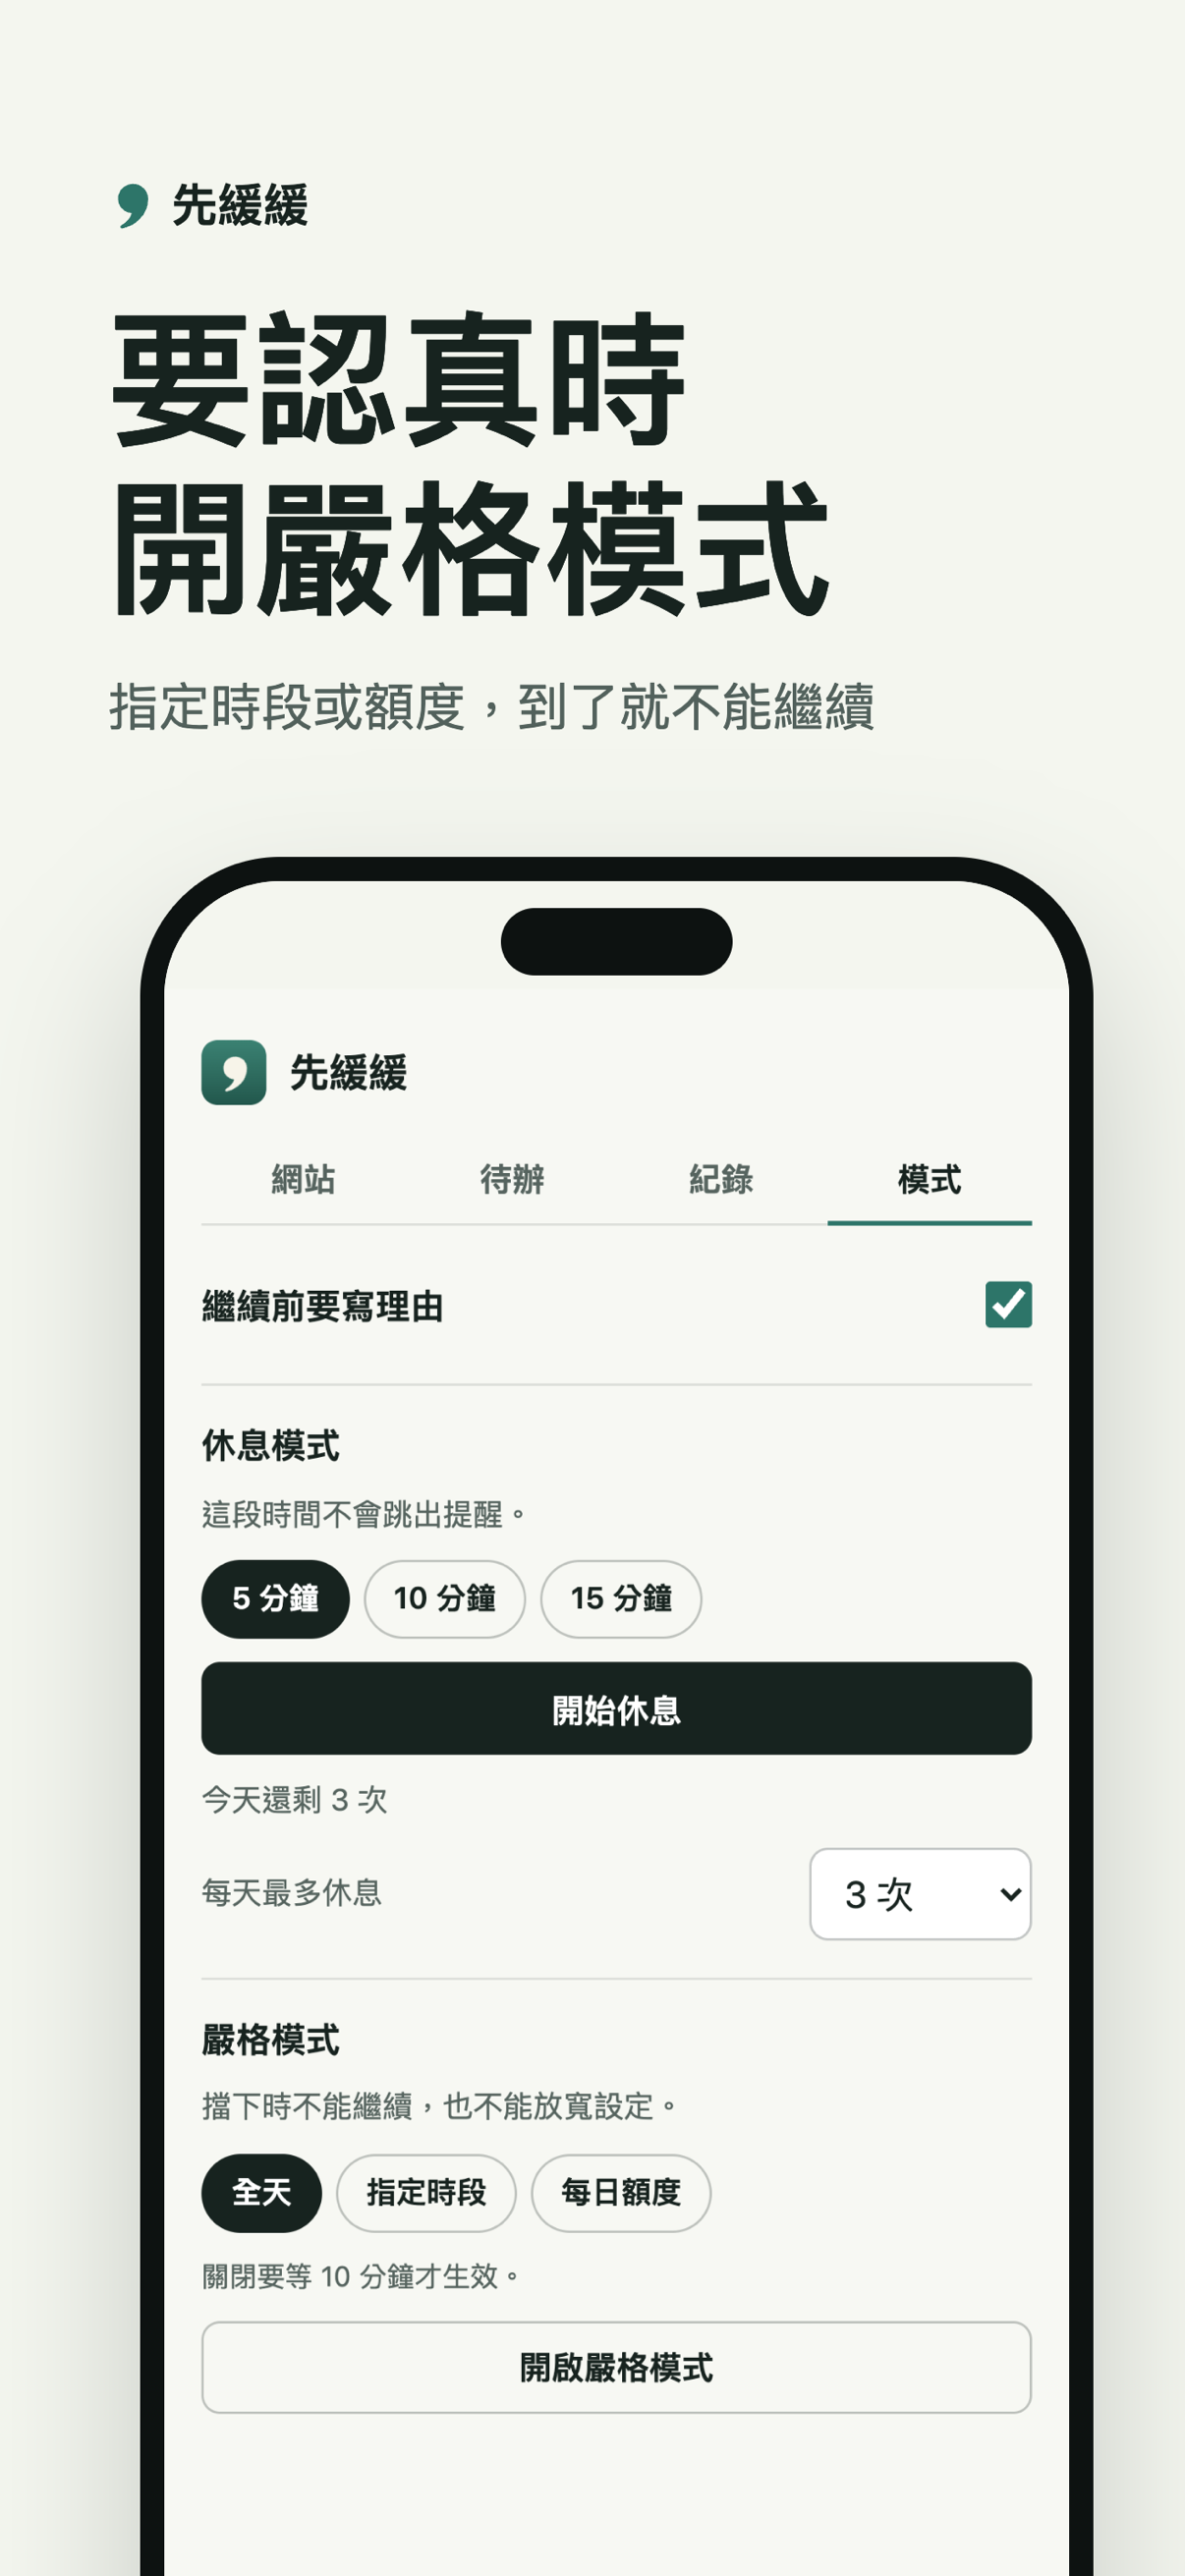 先緩緩
要認真時
開嚴格模式
指定時段或額度，到了就不能繼續
先緩緩
網站 待辦 紀錄 模式
繼續前要寫理由
休息模式
這段時間不會跳出提醒。
5 分鐘 10 分鐘 15 分鐘
開始休息
今天還剩 3 次
每天最多休息 3 次
嚴格模式
擋下時不能繼續，也不能放寬設定。
全天 指定時段 每日額度
關閉要等 10 分鐘才生效。
開啟嚴格模式